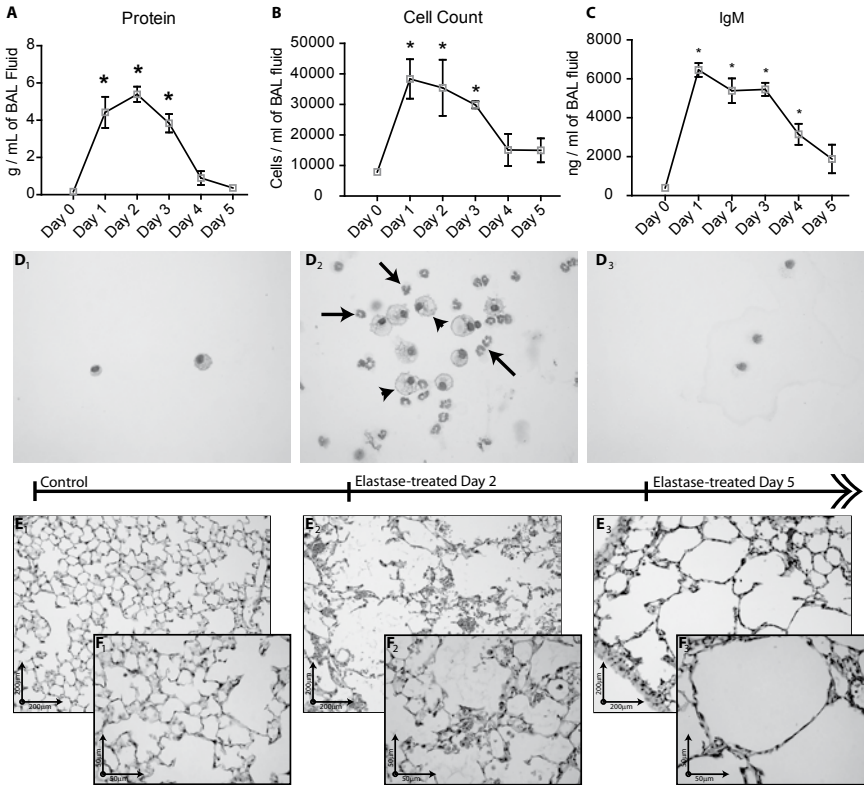 A
Protein
g / mL of BAL Fluid
8
6
4
2
0
* * *
Day 0 Day 1 Day 2 Day 3 Day 4 Day 5
B
Cell Count
Cells / ml of BAL fluid
50000
40000
30000
20000
10000
0
* * *
Day 0 Day 1 Day 2 Day 3 Day 4 Day 5
C
IgM
ng / ml of BAL fluid
8000
6000
4000
2000
0
* * * *
Day 0 Day 1 Day 2 Day 3 Day 4 Day 5
D1
D2
D3
Control
Elastase-treated Day 2
Elastase-treated Day 5
E1
200μm
200μm
E2
200μm
200μm
E3
200μm
200μm
F1
50μm
50μm
F2
50μm
50μm
F3
50μm
50μm